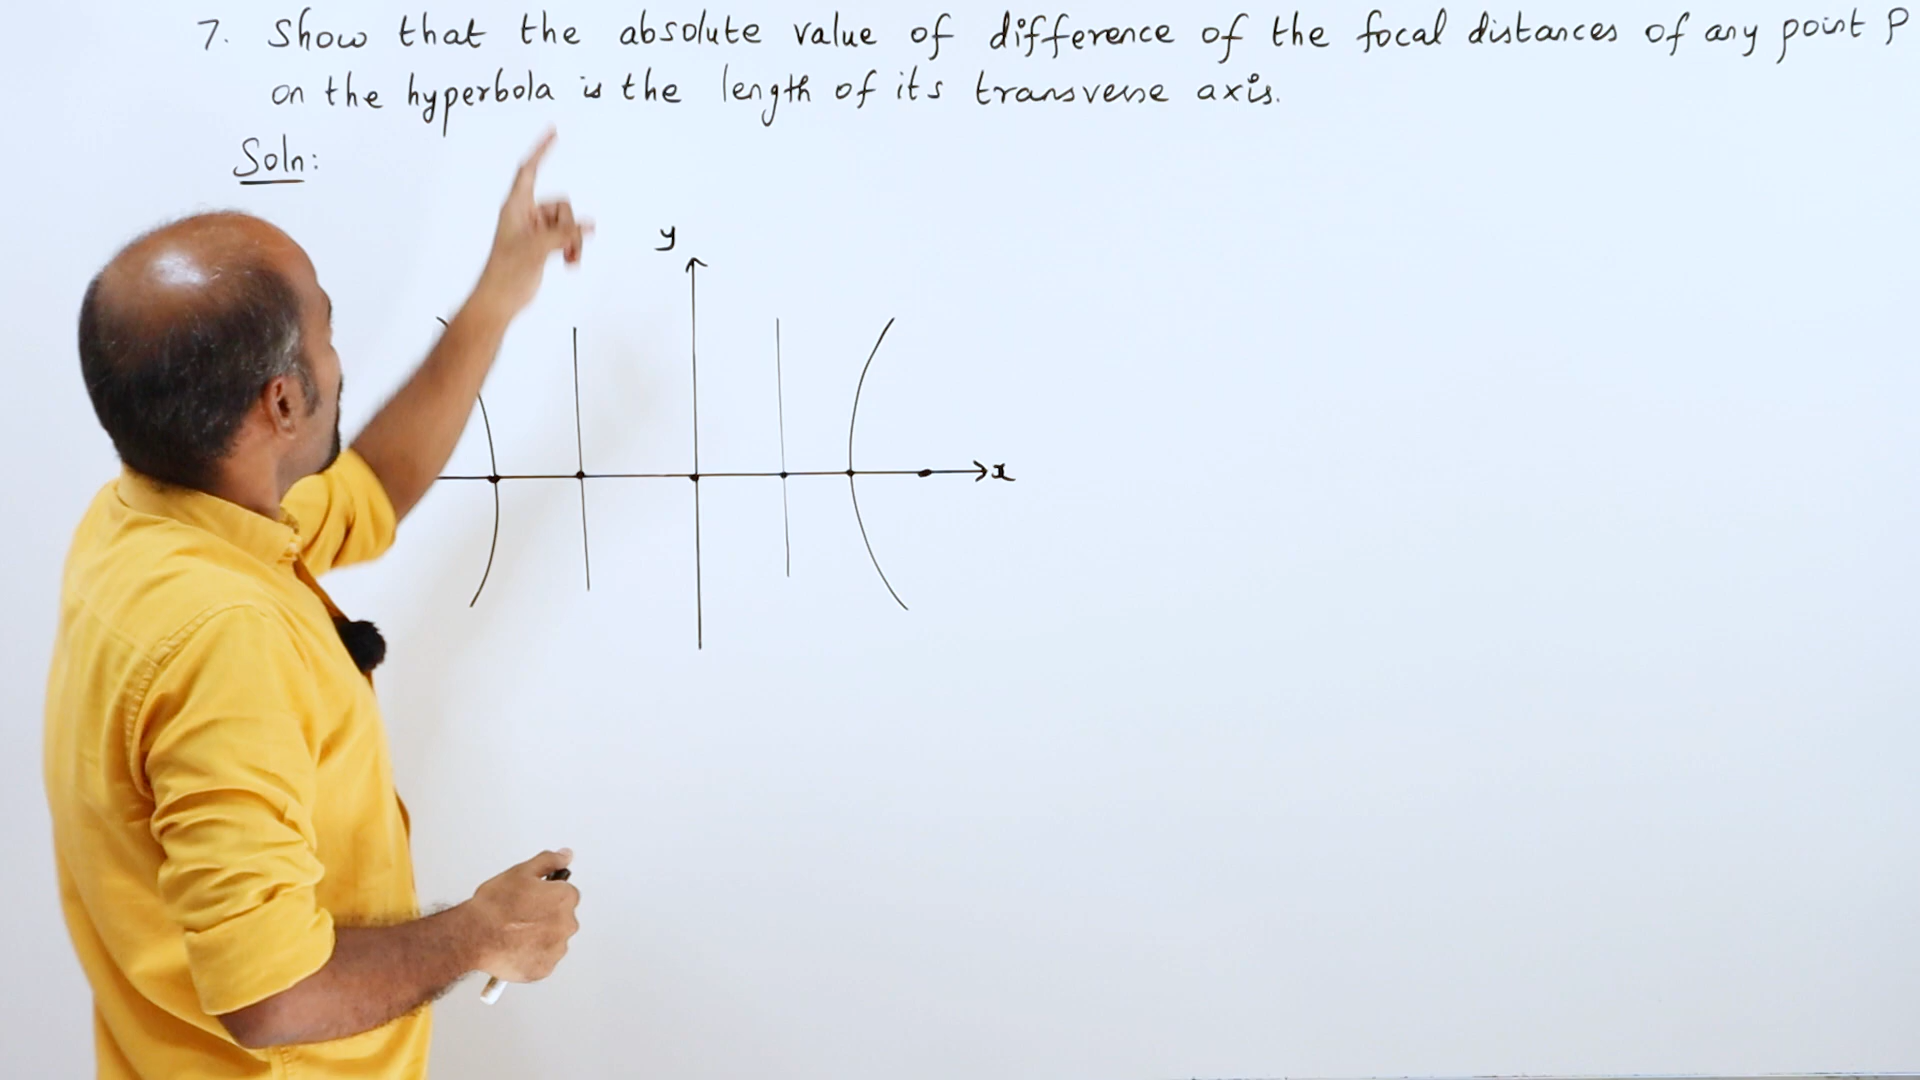 7. Show that the absolute value of difference of the focal distances of any point P
on the hyperbola is the length of its transverse axis.
Soln:
y
x